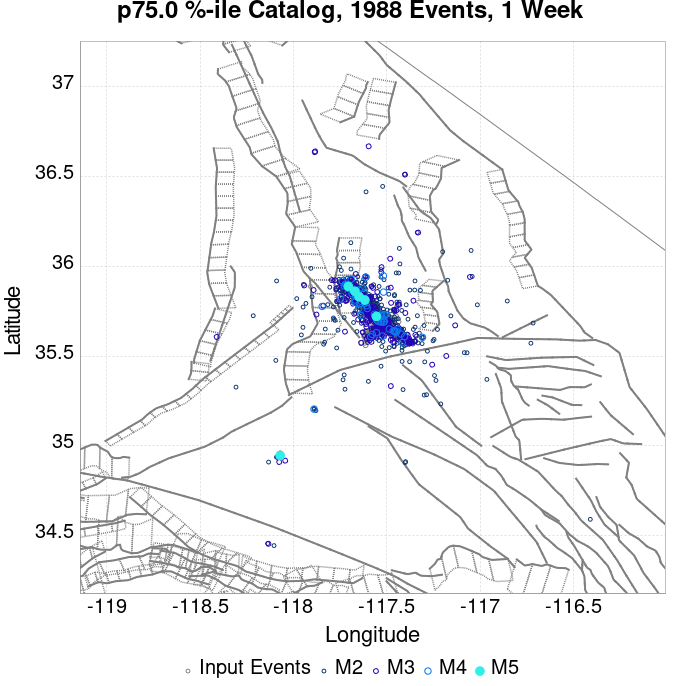 p75.0 %-ile Catalog, 1988 Events, 1 Week
37
36.5
36
35.5
35
34.5
Latitude
-119
-118.5
-118
-117.5
-117
-116.5
Longitude
Input Events
M2
M3
M4
M5